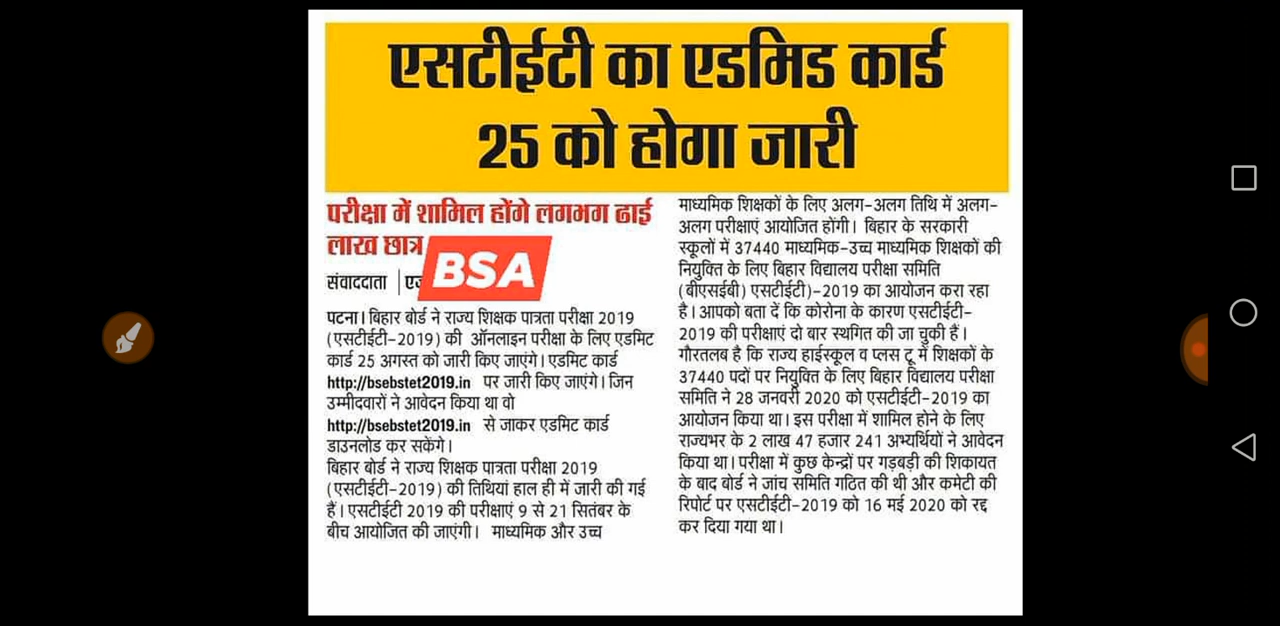 एसटीईटी का एडमिड कार्ड
25 को होगा जारी
परीक्षा में शामिल होंगे लगभग ढाई
लाख छात्र
BSA
संवाददाता
पटना। बिहार बोर्ड ने राज्य शिक्षक पात्रता परीक्षा 2019
(एसटीईटी-2019) की ऑनलाइन परीक्षा के लिए एडमिट
कार्ड 25 अगस्त को जारी किए जाएंगे। एडमिट कार्ड
http://bsebstet2019.in पर जारी किए जाएंगे। जिन
उम्मीदवारों ने आवेदन किया था वो
http://bsebstet2019.in से जाकर एडमिट कार्ड
डाउनलोड कर सकेंगे।
बिहार बोर्ड ने राज्य शिक्षक पात्रता परीक्षा 2019
(एसटीईटी-2019) की तिथियां हाल ही में जारी की गई
हैं। एसटीईटी 2019 की परीक्षाएं 9 से 21 सितंबर के
बीच आयोजित की जाएंगी। माध्यमिक और उच्च
माध्यमिक शिक्षकों के लिए अलग-अलग तिथि में अलग-
अलग परीक्षाएं आयोजित होंगी। बिहार के सरकारी
स्कूलों में 37440 माध्यमिक-उच्च माध्यमिक शिक्षकों की
नियुक्ति के लिए बिहार विद्यालय परीक्षा समिति
(बीएसईबी) एसटीईटी)-2019 का आयोजन करा रहा
है। आपको बता दें कि कोरोना के कारण एसटीईटी-
2019 की परीक्षाएं दो बार स्थगित की जा चुकी हैं।
गौरतलब है कि राज्य हाईस्कूल व प्लस टू में शिक्षकों के
37440 पदों पर नियुक्ति के लिए बिहार विद्यालय परीक्षा
समिति ने 28 जनवरी 2020 को एसटीईटी-2019 का
आयोजन किया था। इस परीक्षा में शामिल होने के लिए
राज्यभर के 2 लाख 47 हजार 241 अभ्यर्थियों ने आवेदन
किया था। परीक्षा में कुछ केन्द्रों पर गड़बड़ी की शिकायत
के बाद बोर्ड ने जांच समिति गठित की थी और कमेटी की
रिपोर्ट पर एसटीईटी-2019 को 16 मई 2020 को रद्द
कर दिया गया था।